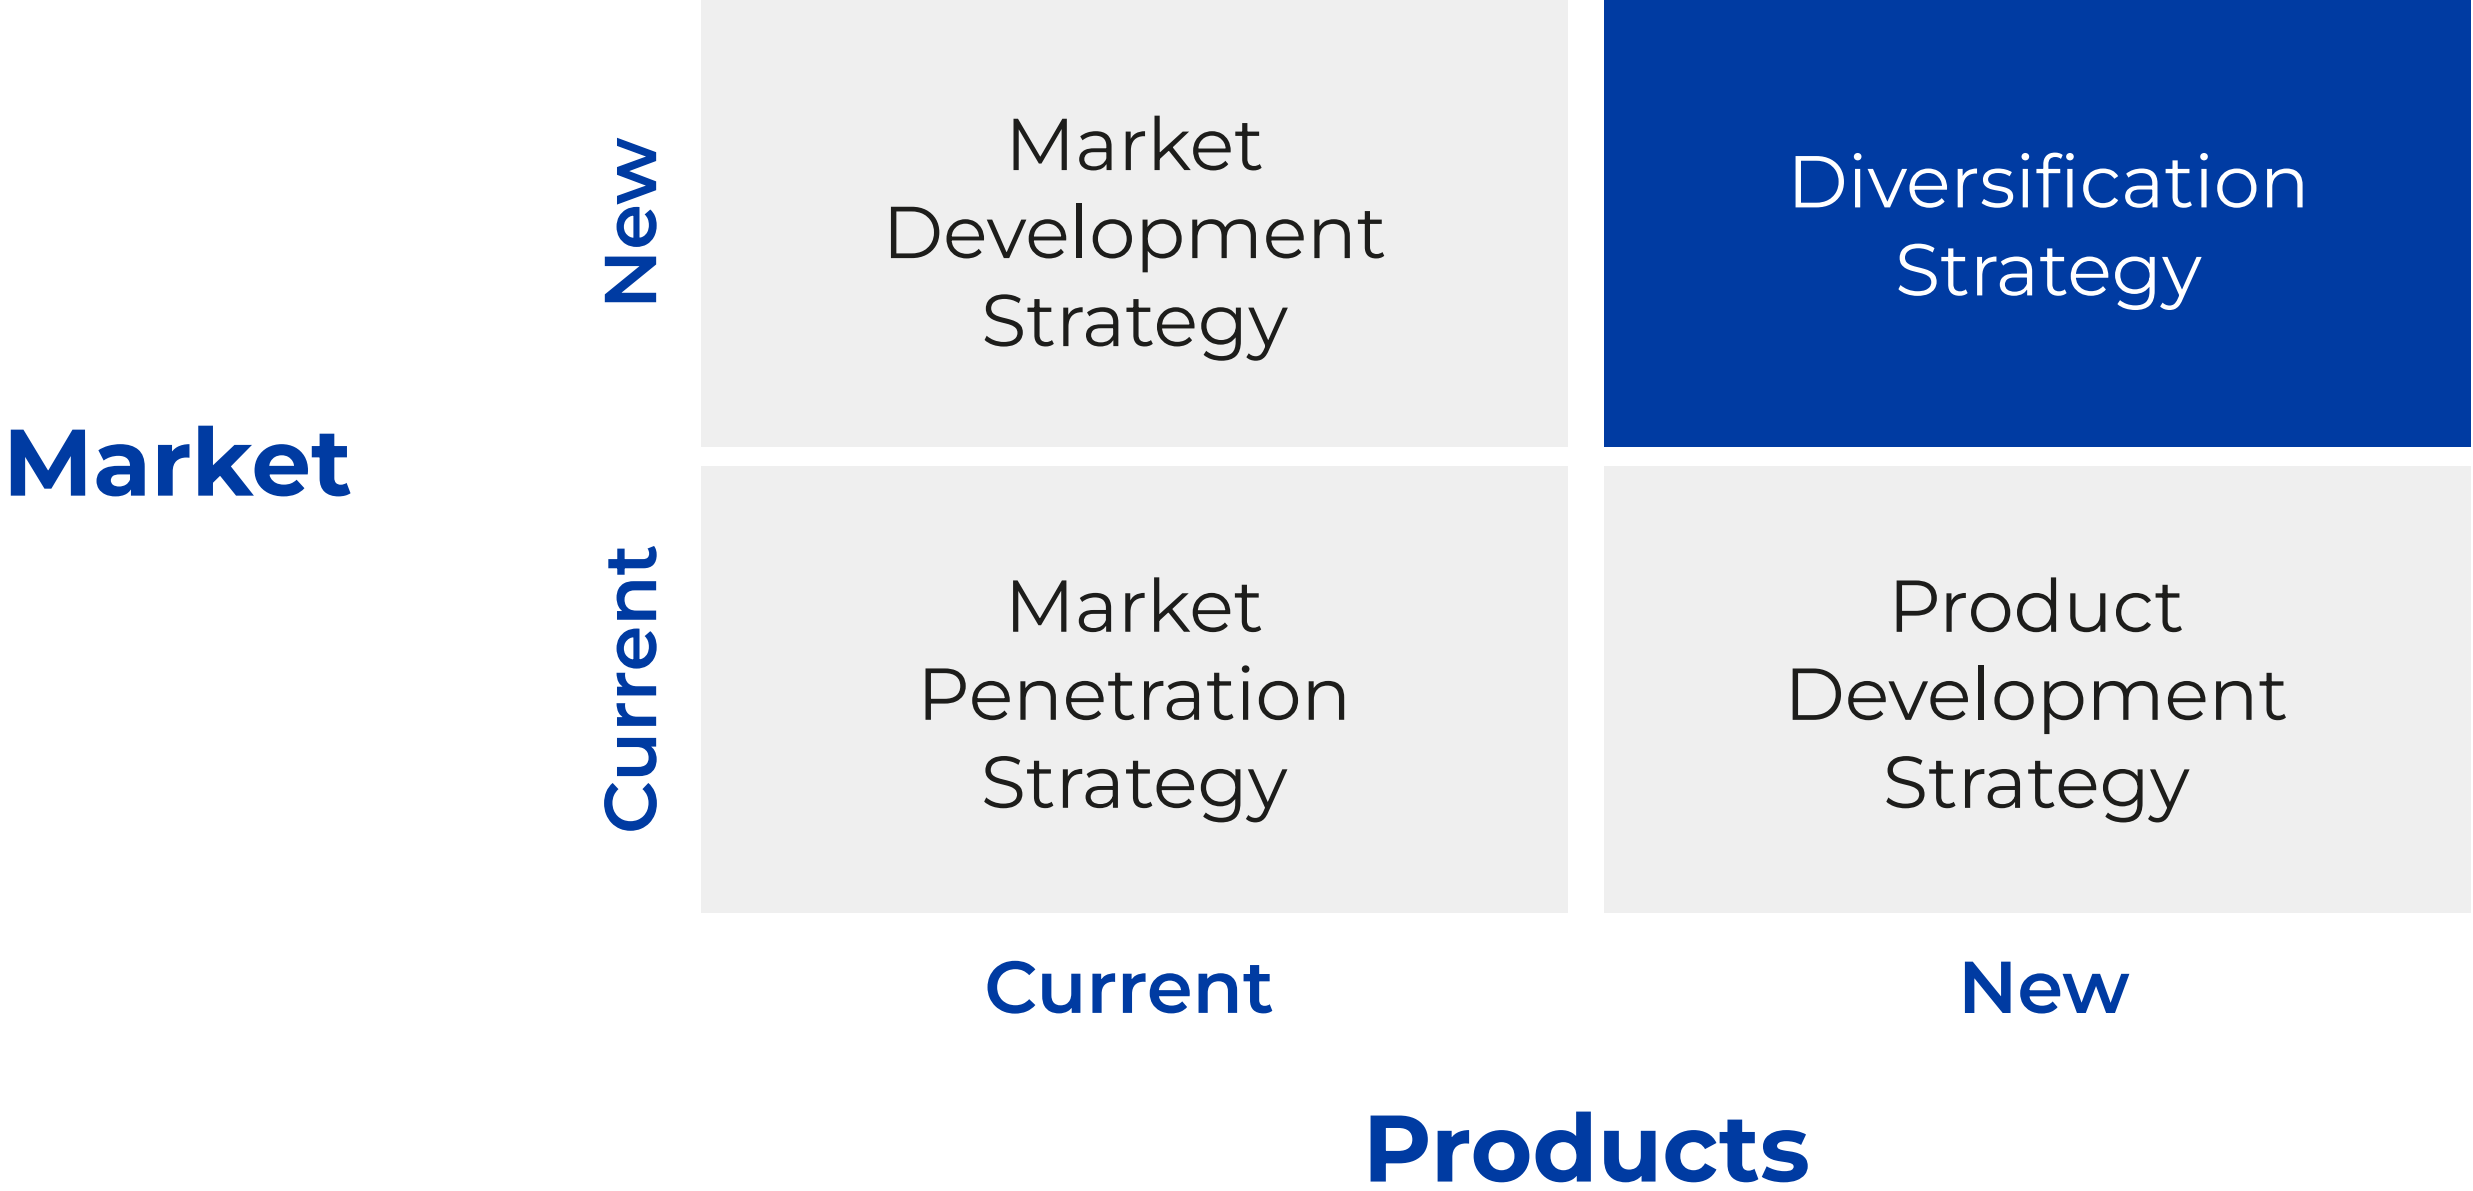 New
Market
Development
Strategy
Diversification
Strategy
Market
Current
Market
Penetration
Strategy
Product
Development
Strategy
Current
New
Products